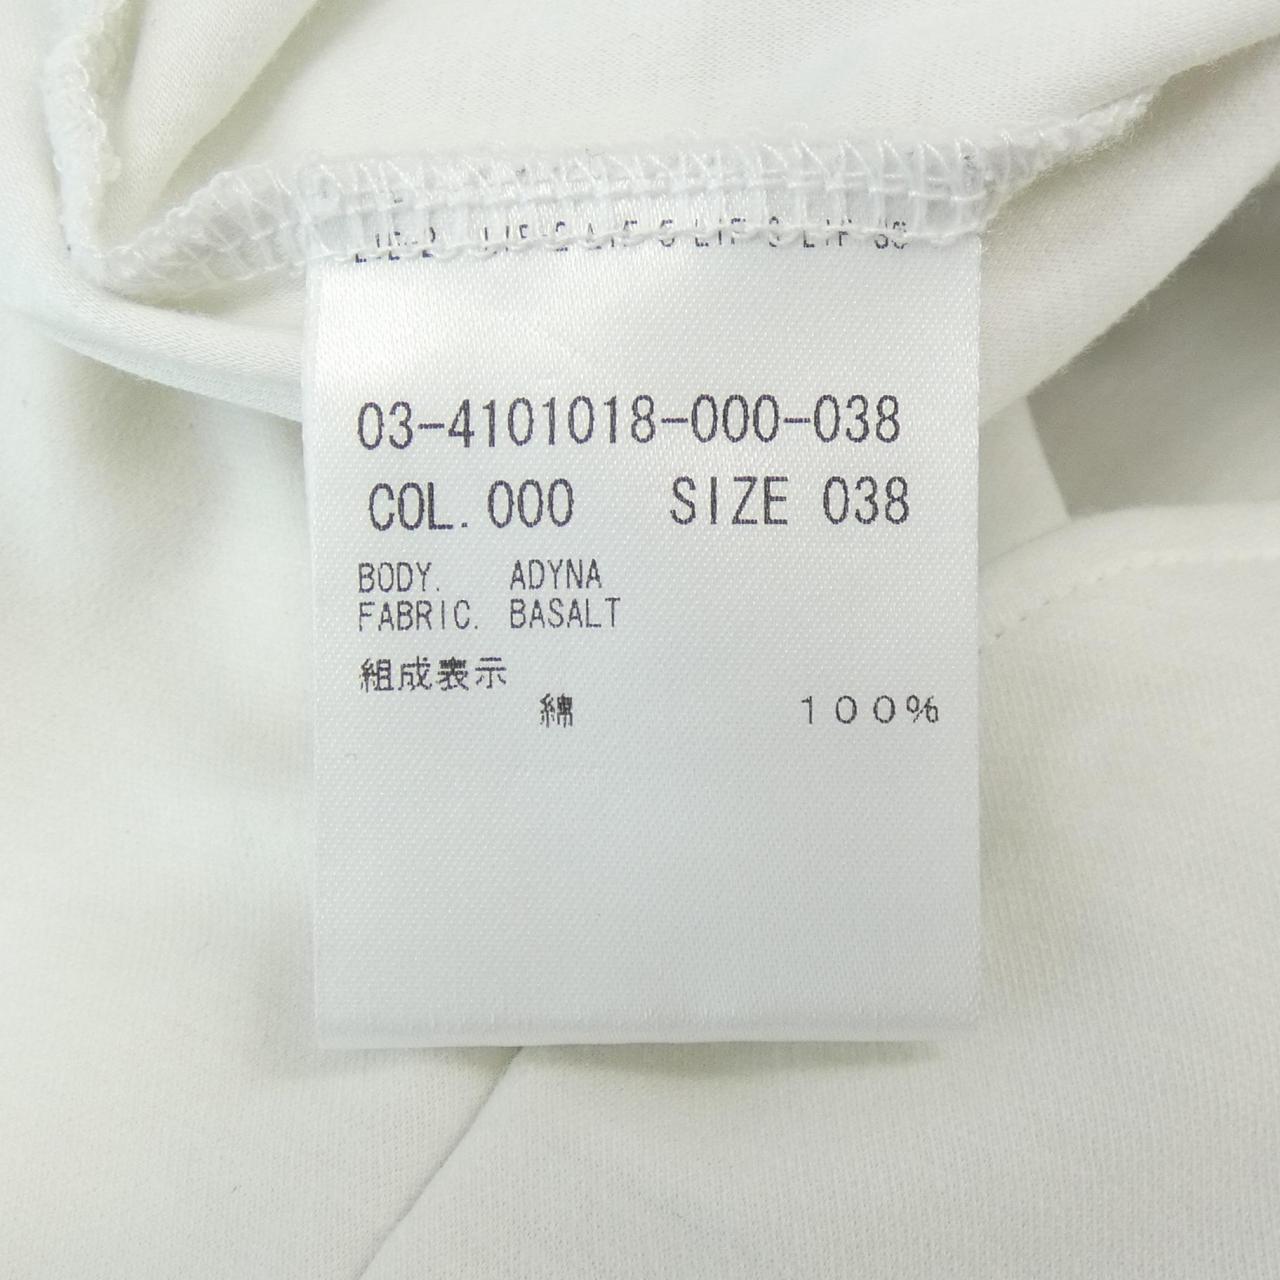 03-4101018-000-038
COL.000 SIZE 038
BODY. ADYNA
FABRIC. BASALT
組成表示
綿 100%